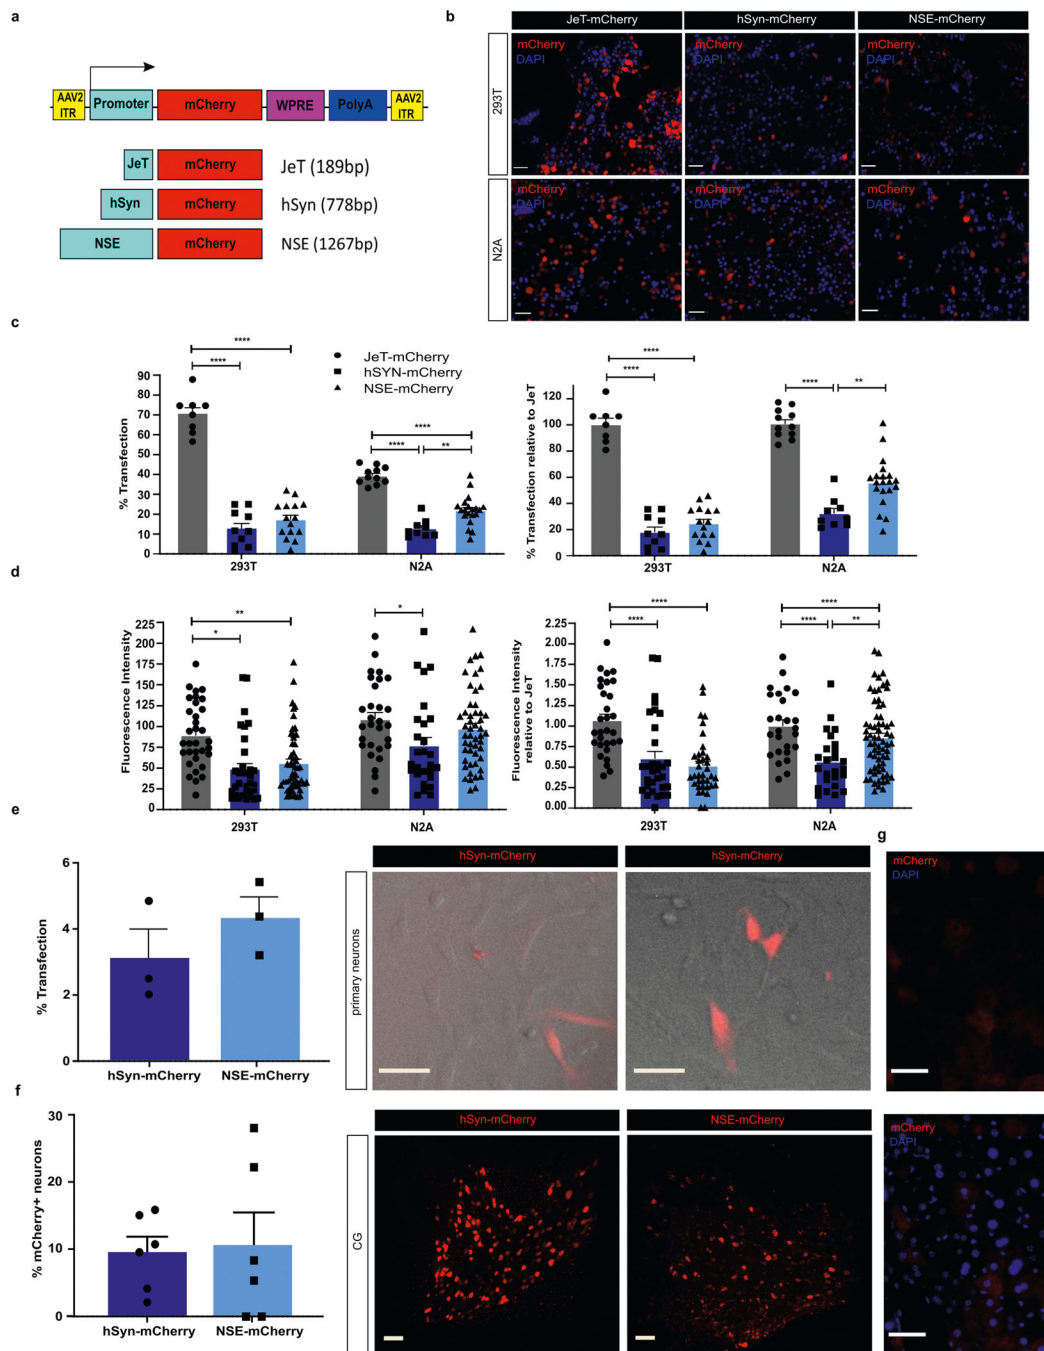 a
AAV2
ITR
Promoter
mCherry
WPRE
PolyA
AAV2
ITR
JeT
mCherry
JeT (189bp)
hSyn
mCherry
hSyn (778bp)
NSE
mCherry
NSE (1267bp)
b
JeT-mCherry
hSyn-mCherry
NSE-mCherry
293T
mCherry
DAPI
mCherry
DAPI
mCherry
DAPI
N2A
mCherry
DAPI
mCherry
DAPI
mCherry
DAPI
c
JeT-mCherry
hSYN-mCherry
NSE-mCherry
% Transfection
90
80
70
60
50
40
30
20
10
0
****
****
****
****
**
293T
N2A
% Transfection relative to JeT
120
100
80
60
40
20
0
****
****
****
**
293T
N2A
d
Fluorescence Intensity
225
200
175
150
125
100
75
50
25
0
**
*
*
293T
N2A
Fluorescence Intensity
relative to JeT
2.25
2.00
1.75
1.50
1.25
1.00
0.75
0.50
0.25
0.00
****
****
****
****
**
293T
N2A
e
% Transfection
6
4
2
0
hSyn-mCherry
NSE-mCherry
primary neurons
hSyn-mCherry
hSyn-mCherry
g
mCherry
DAPI
f
% mCherry+ neurons
30
20
10
0
hSyn-mCherry
NSE-mCherry
CG
hSyn-mCherry
NSE-mCherry
mCherry
DAPI